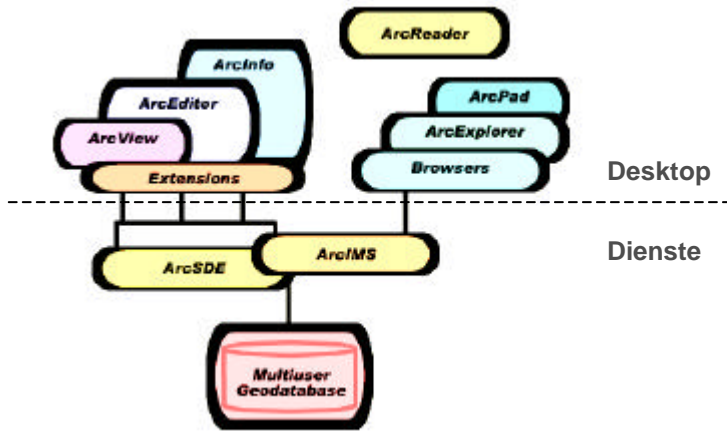 ArcReader
ArcInfo
ArcEditor
ArcView
Extensions
ArcPad
ArcExplorer
Browsers
Desktop
Dienste
ArcSDE
ArcIMS
Multiuser
Geodatabase